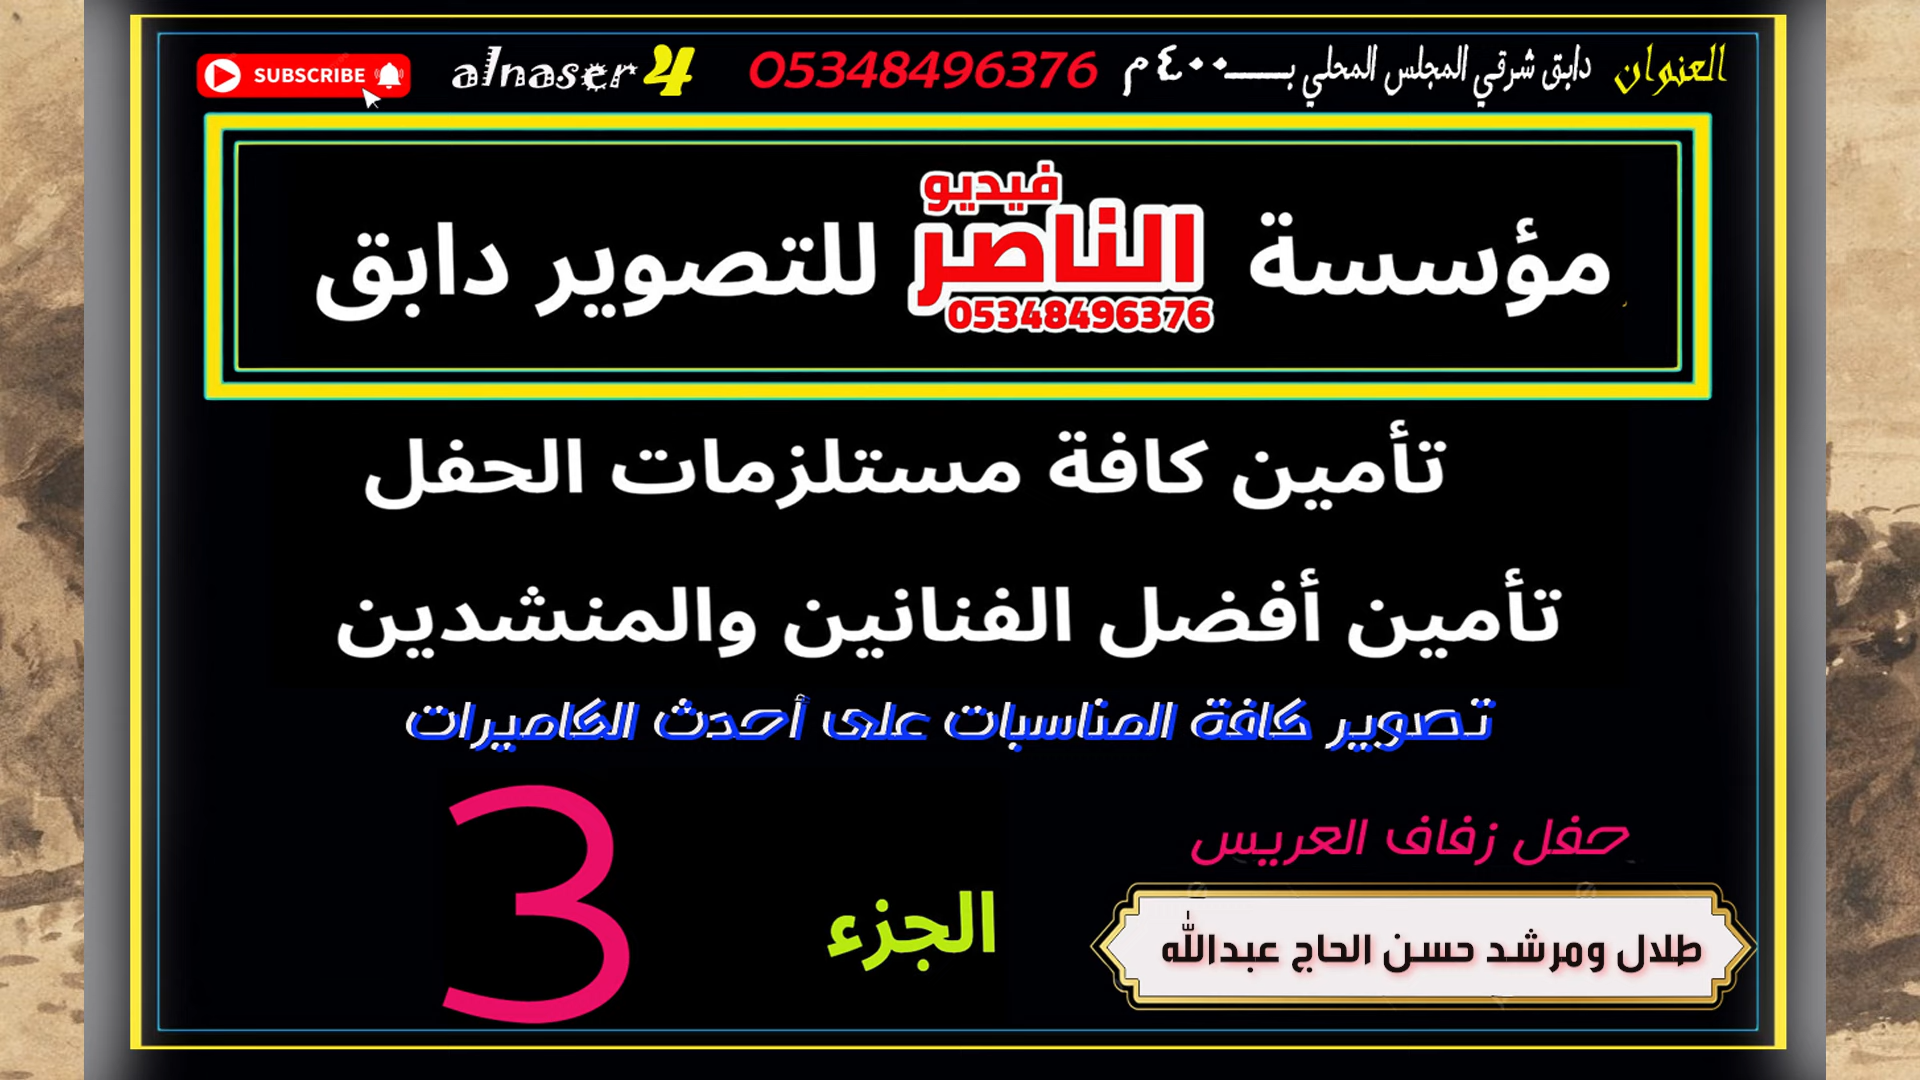 العنوان دابق شرقي المجلس المحلي بـــــ٤٠٠م 05348496376 alnaser4 SUBSCRIBE
فيديو
مؤسسة الناصر للتصوير دابق
05348496376
تأمين كافة مستلزمات الحفل
تأمين أفضل الفنانين والمنشدين
تصوير كافة المناسبات على أحدث الكاميرات
حفل زفاف العريس
طلال ومرشد حسن الحاج عبدالله
الجزء 3